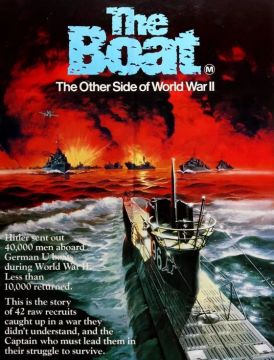 The
Boat
M
The Other Side of World War II
Hitler sent out
40,000 men aboard
German U boats
during World War II.
Less than
10,000 returned.
This is the story
of 42 raw recruits
caught up in a war they
didn't understand, and the
Captain who must lead them in
their struggle to survive.